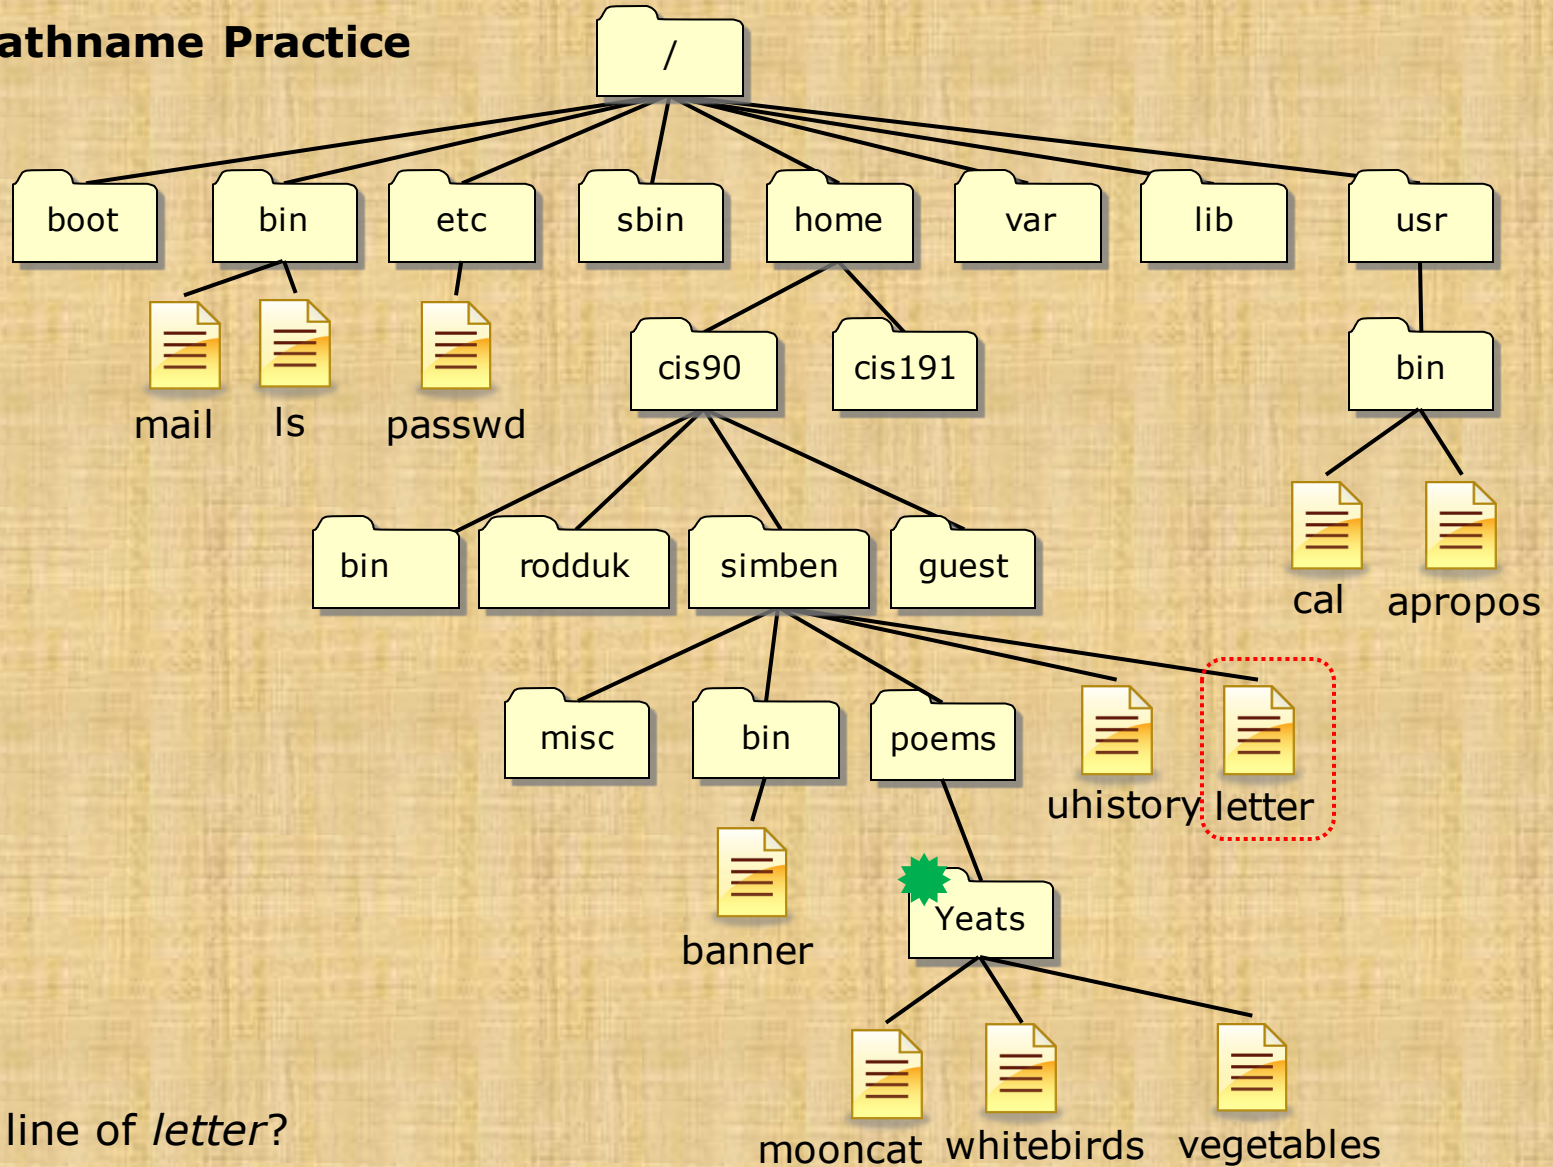 athname Practice
/
boot bin etc sbin home var lib usr
cis90 cis191 bin
mail ls passwd
bin rodduk simben guest
cal apropos
misc bin poems
uhistory letter
Yeats
banner
line of letter?
mooncat whitebirds vegetables